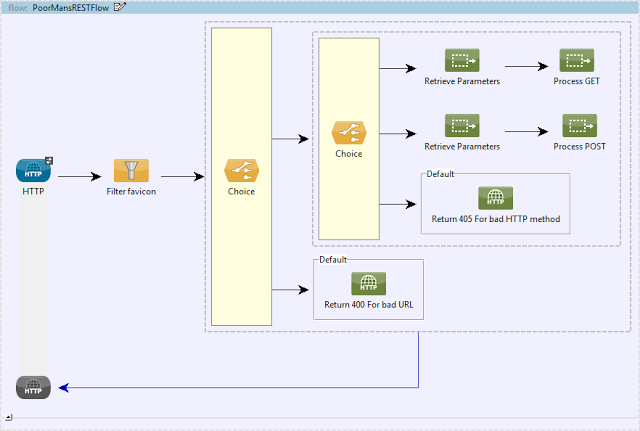 flow: PoorMansRESTFlow
HTTP
HTTP
Filter favicon
Choice
Choice
Retrieve Parameters
Process GET
Retrieve Parameters
Process POST
Default
HTTP
Return 405 For bad HTTP method
Default
HTTP
Return 400 For bad URL
HTTP